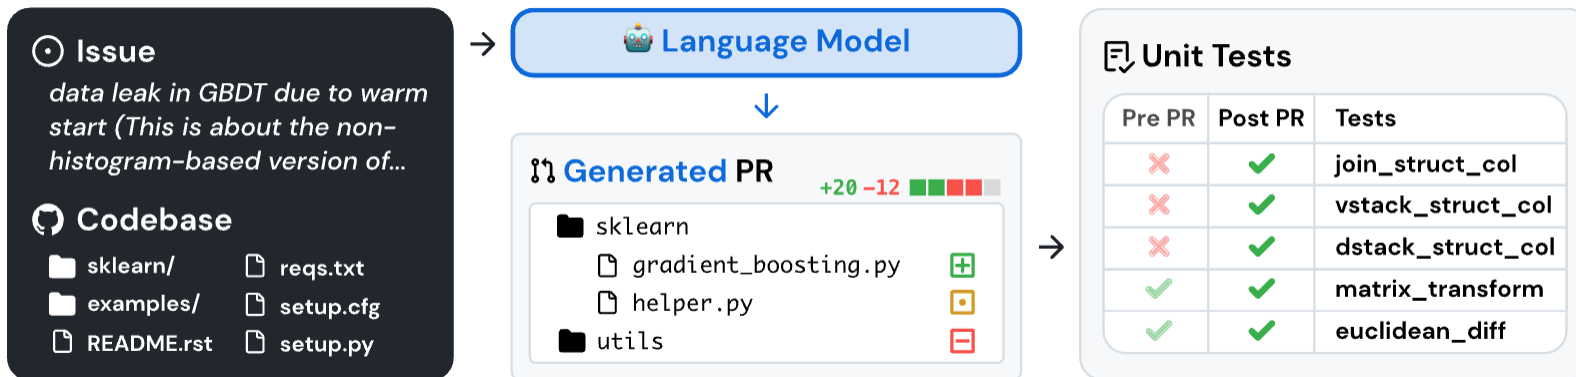 Issue
data leak in GBDT due to warm
start (This is about the non-
histogram-based version of...
Codebase
sklearn/
reqs.txt
examples/
setup.cfg
README.rst
setup.py
Language Model
Generated PR
+20 -12
sklearn
gradient_boosting.py
helper.py
utils
Unit Tests
Pre PR Post PR Tests
join_struct_col
vstack_struct_col
dstack_struct_col
matrix_transform
euclidean_diff